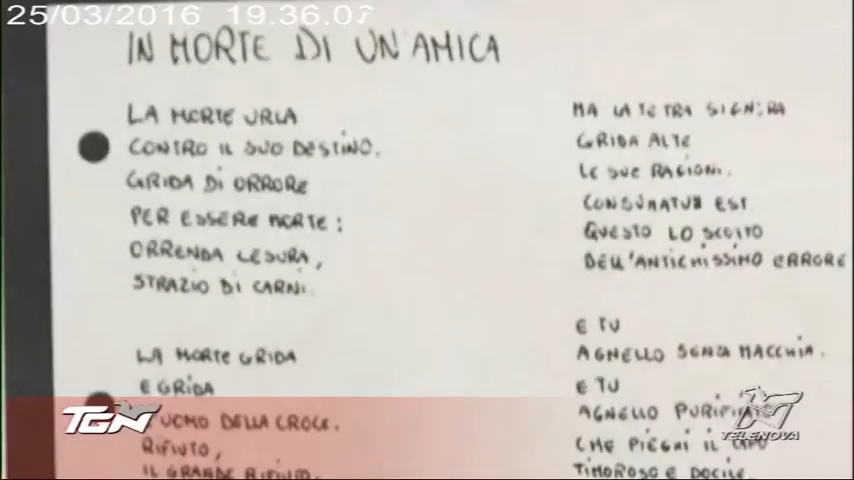 25/03/2016 19.36.07
IN MORTE DI UN'AMICA
LA MORTE URLA
CONTRO IL SUO DESTINO.
GRIDA DI ORRORE
PER ESSERE MORTE:
ORRENDA CESURA,
STRAZIO DI CARNI.
LA MORTE GRIDA
E GRIDA
UOMO DELLA CROCE.
RIFIUTO,
IL GRANDE RIFIUTO.
MA LA TETRA SIGNORA
GRIDA ALTE
LE SUE RAGIONI.
CONSUMATUM EST
QUESTO LO SCOTTO
DELL'ANTICHISSIMO ERRORE
E TU
AGNELLO SENZA MACCHIA.
E TU
AGNELLO
CHE PIEGHI IL CAPO
TIMOROSO E DOCILE
TGN
TELENOVA